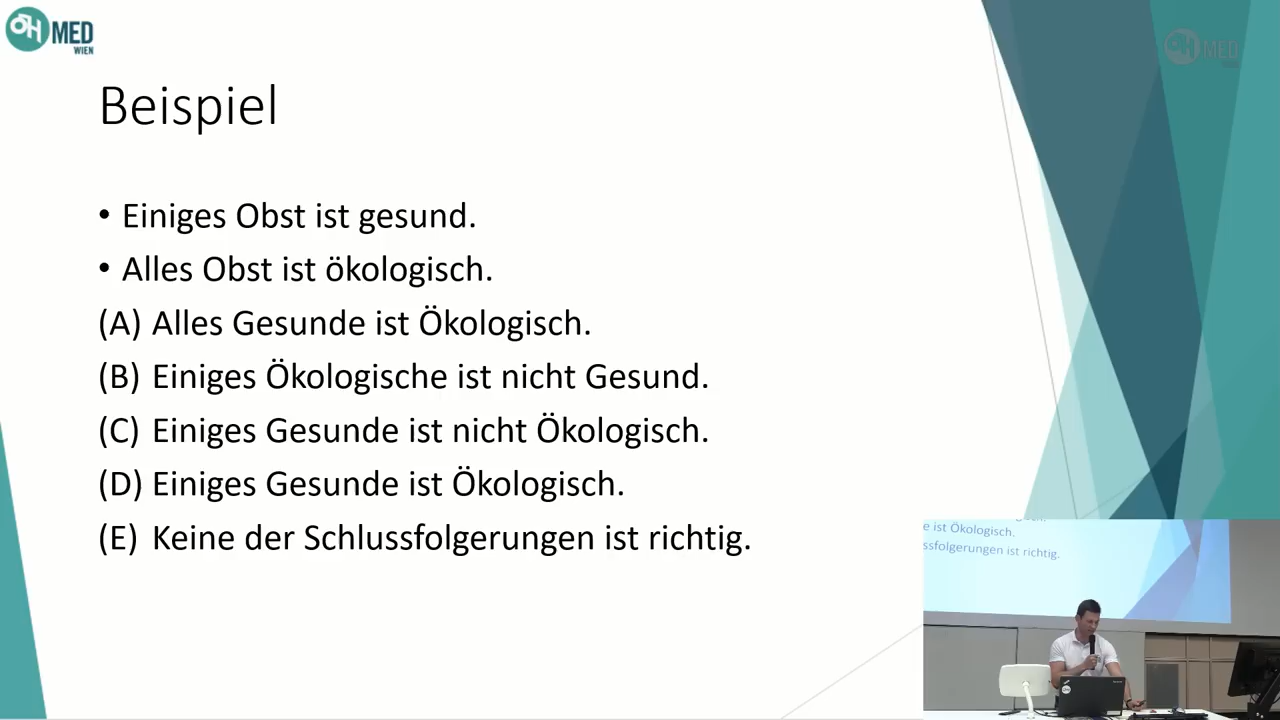 ÖH MED
WIEN
ÖH MED
Beispiel
• Einiges Obst ist gesund.
• Alles Obst ist ökologisch.
(A) Alles Gesunde ist Ökologisch.
(B) Einiges Ökologische ist nicht Gesund.
(C) Einiges Gesunde ist nicht Ökologisch.
(D) Einiges Gesunde ist Ökologisch.
(E) Keine der Schlussfolgerungen ist richtig.
e ist Ökologisch.
ssfolgerungen ist richtig.